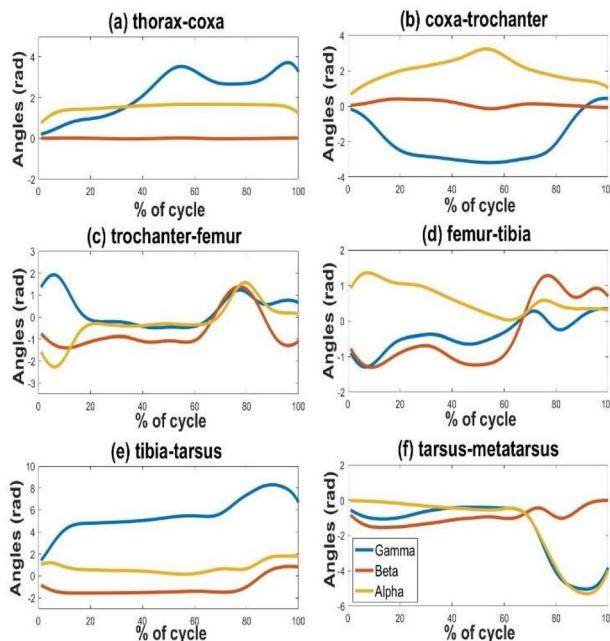 (a) thorax-coxa
Angles (rad)
4
2
0
-2
0 20 40 60 80 100
% of cycle
(b) coxa-trochanter
Angles (rad)
4
2
0
-2
-4
0 20 40 60 80 100
% of cycle
(c) trochanter-femur
Angles (rad)
3
2
1
0
-1
-2
-3
0 20 40 60 80 100
% of cycle
(d) femur-tibia
Angles (rad)
2
1
0
-1
-2
0 20 40 60 80 100
% of cycle
(e) tibia-tarsus
Angles (rad)
10
8
6
4
2
0
-2
0 20 40 60 80 100
% of cycle
(f) tarsus-metatarsus
Angles (rad)
0
-2
-4
-6
0 20 40 60 80 100
% of cycle
Gamma
Beta
Alpha